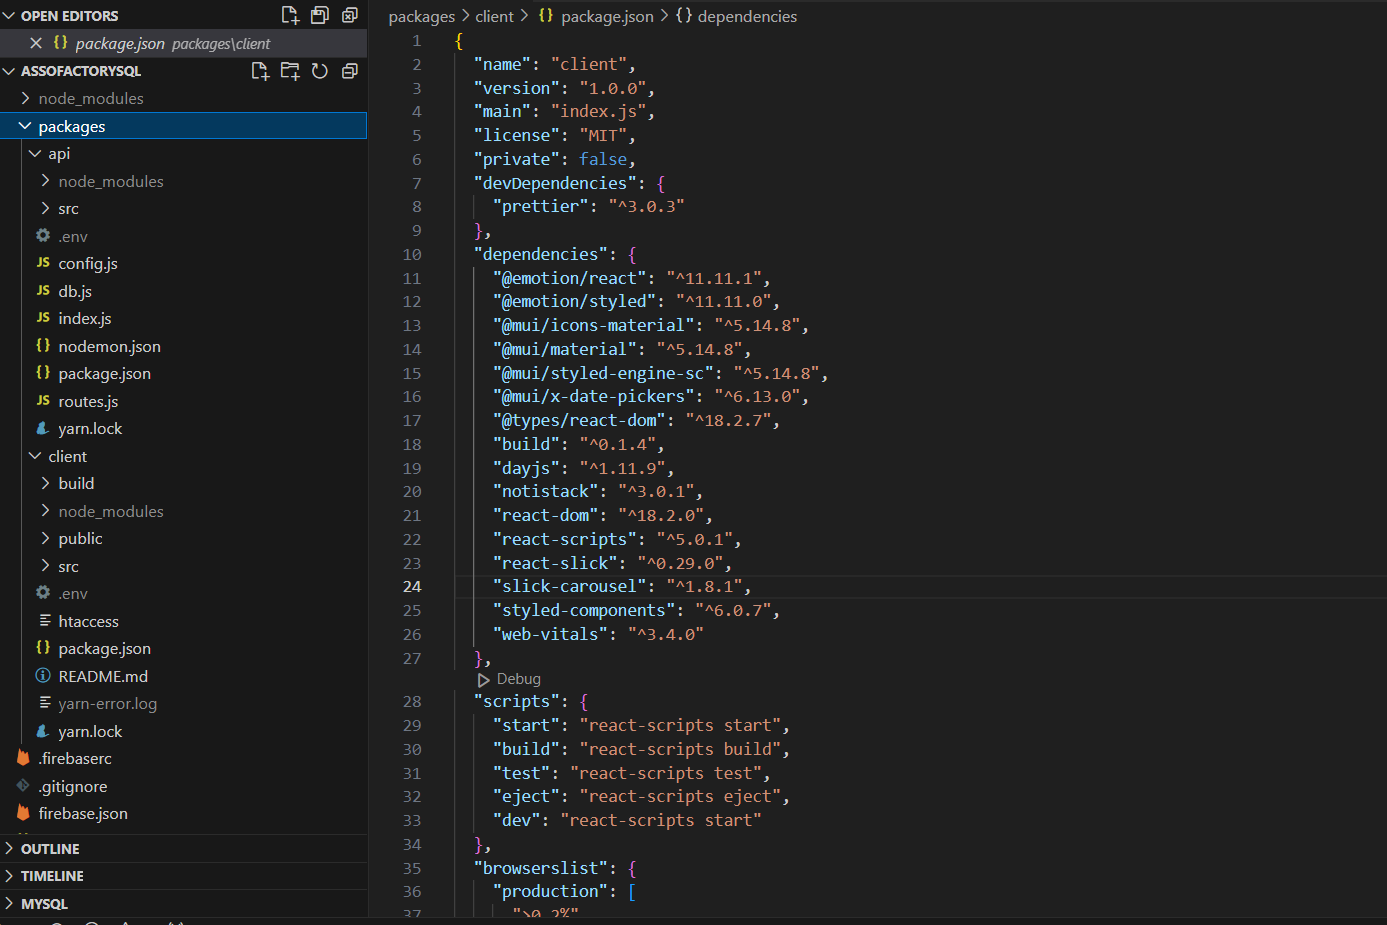 OPEN EDITORS
package.json packages\client
ASSOFACTORYSQL
node_modules
packages
api
node_modules
src
.env
config.js
db.js
index.js
nodemon.json
package.json
routes.js
yarn.lock
client
build
node_modules
public
src
.env
htaccess
package.json
README.md
yarn-error.log
yarn.lock
.firebaserc
.gitignore
firebase.json
OUTLINE
TIMELINE
MYSQL
packages > client > {} package.json > {} dependencies
1 {
2 "name": "client",
3 "version": "1.0.0",
4 "main": "index.js",
5 "license": "MIT",
6 "private": false,
7 "devDependencies": {
8 "prettier": "^3.0.3"
9 },
10 "dependencies": {
11 "@emotion/react": "^11.11.1",
12 "@emotion/styled": "^11.11.0",
13 "@mui/icons-material": "^5.14.8",
14 "@mui/material": "^5.14.8",
15 "@mui/styled-engine-sc": "^5.14.8",
16 "@mui/x-date-pickers": "^6.13.0",
17 "@types/react-dom": "^18.2.7",
18 "build": "^0.1.4",
19 "dayjs": "^1.11.9",
20 "notistack": "^3.0.1",
21 "react-dom": "^18.2.0",
22 "react-scripts": "^5.0.1",
23 "react-slick": "^0.29.0",
24 "slick-carousel": "^1.8.1",
25 "styled-components": "^6.0.7",
26 "web-vitals": "^3.4.0"
27 },
Debug
28 "scripts": {
29 "start": "react-scripts start",
30 "build": "react-scripts build",
31 "test": "react-scripts test",
32 "eject": "react-scripts eject",
33 "dev": "react-scripts start"
34 },
35 "browserslist": {
36 "production": [
37 ">0.2%"